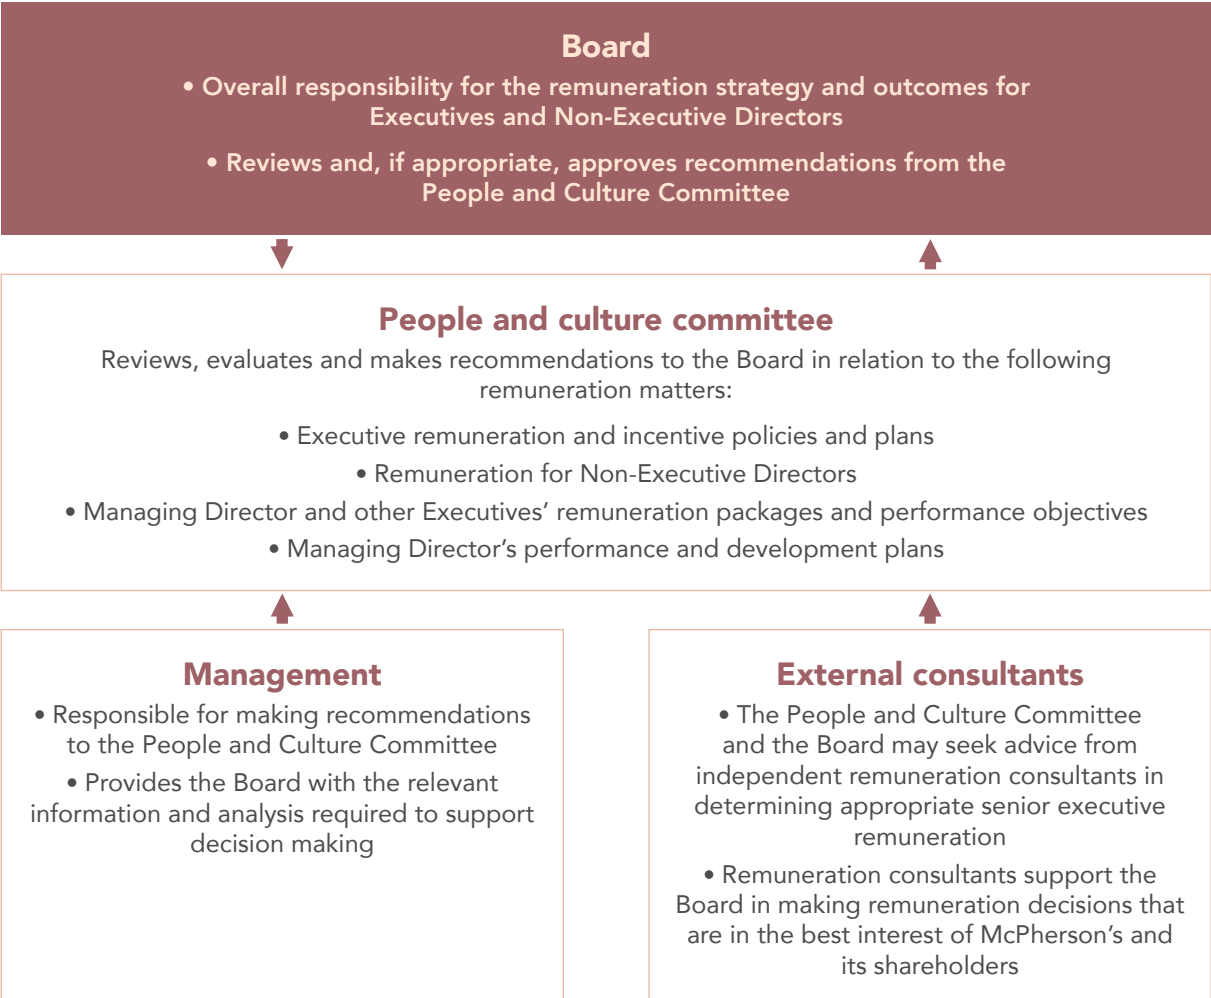 Board
• Overall responsibility for the remuneration strategy and outcomes for
Executives and Non-Executive Directors
• Reviews and, if appropriate, approves recommendations from the
People and Culture Committee
People and culture committee
Reviews, evaluates and makes recommendations to the Board in relation to the following
remuneration matters:
• Executive remuneration and incentive policies and plans
• Remuneration for Non-Executive Directors
• Managing Director and other Executives’ remuneration packages and performance objectives
• Managing Director’s performance and development plans
Management
• Responsible for making recommendations
to the People and Culture Committee
• Provides the Board with the relevant
information and analysis required to support
decision making
External consultants
• The People and Culture Committee
and the Board may seek advice from
independent remuneration consultants in
determining appropriate senior executive
remuneration
• Remuneration consultants support the
Board in making remuneration decisions that
are in the best interest of McPherson’s and
its shareholders